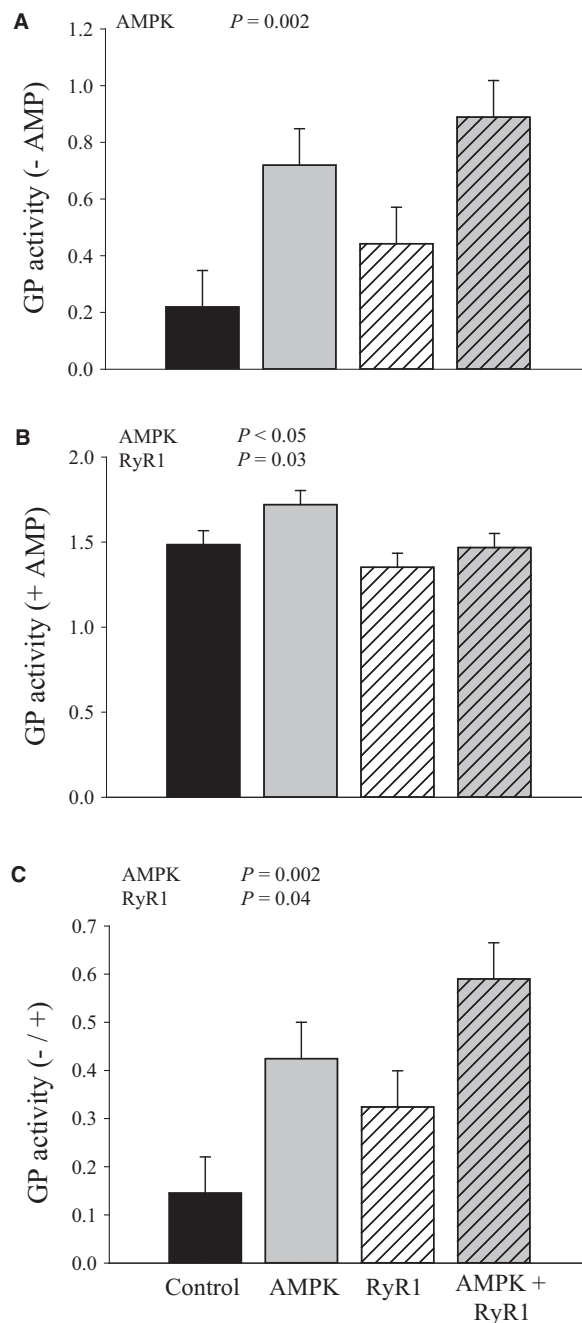 A
AMPK P = 0.002
GP activity (- AMP)
1.2
1.0
0.8
0.6
0.4
0.2
0.0
B
AMPK P < 0.05
RyR1 P = 0.03
GP activity (+ AMP)
2.0
1.5
1.0
0.5
0.0
C
AMPK P = 0.002
RyR1 P = 0.04
GP activity (- / +)
0.7
0.6
0.5
0.4
0.3
0.2
0.1
0.0
Control AMPK RyR1 AMPK +
RyR1